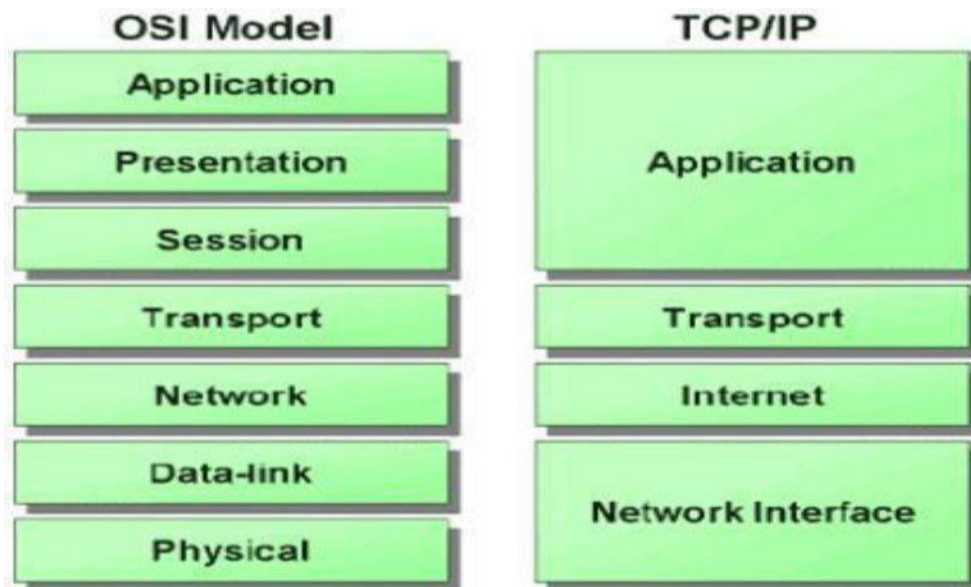 OSI Model
Application
Presentation
Session
Transport
Network
Data-link
Physical
TCP/IP
Application
Transport
Internet
Network Interface